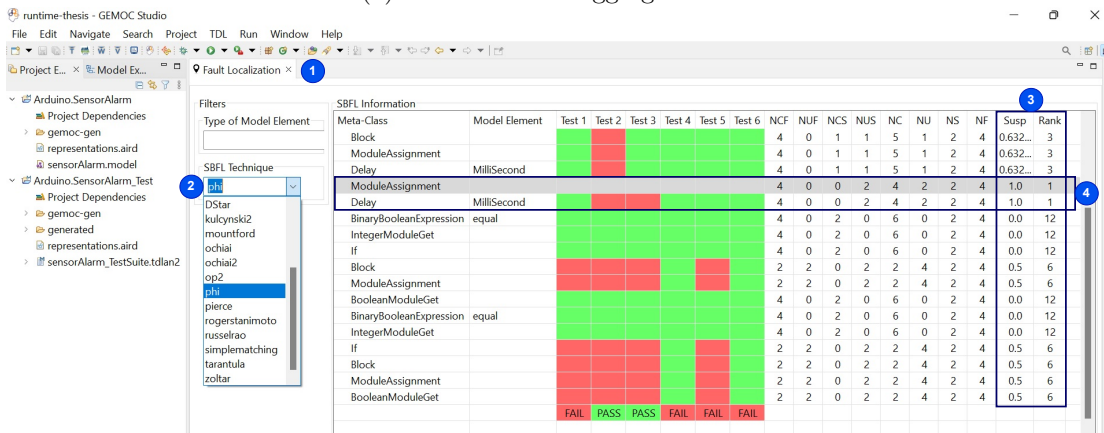 runtime-thesis - GEMOC Studio
File Edit Navigate Search Project TDL Run Window Help
Project E... × Model Ex... Fault Localization × 1
Arduino.SensorAlarm
Project Dependencies
gemoc-gen
representations.aird
sensorAlarm.model
Arduino.SensorAlarm_Test
Project Dependencies
gemoc-gen
generated
representations.aird
sensorAlarm_TestSuite.tdlan2
Filters
Type of Model Element
SBFL Technique
2 phi
DStar
kulcynski2
mountford
ochiai
ochiai2
op2
phi
pierce
rogerstanimoto
russelrao
simplematching
tarantula
zoltar
SBFL Information
3
Meta-Class Model Element Test 1 Test 2 Test 3 Test 4 Test 5 Test 6 NCF NUF NCS NUS NC NU NS NF Susp Rank
Block 4 0 1 1 5 1 2 4 0.632... 3
ModuleAssignment 4 0 1 1 5 1 2 4 0.632... 3
Delay MilliSecond 4 0 1 1 5 1 2 4 0.632... 3
ModuleAssignment 4 0 0 2 4 2 2 4 1.0 1
4
Delay MilliSecond 4 0 0 2 4 2 2 4 1.0 1
BinaryBooleanExpression equal 4 0 2 0 6 0 2 4 0.0 12
IntegerModuleGet 4 0 2 0 6 0 2 4 0.0 12
If 4 0 2 0 6 0 2 4 0.0 12
Block 2 2 0 2 2 4 2 4 0.5 6
ModuleAssignment 2 2 0 2 2 4 2 4 0.5 6
BooleanModuleGet 4 0 2 0 6 0 2 4 0.0 12
BinaryBooleanExpression equal 4 0 2 0 6 0 2 4 0.0 12
IntegerModuleGet 4 0 2 0 6 0 2 4 0.0 12
If 2 2 0 2 2 4 2 4 0.5 6
Block 2 2 0 2 2 4 2 4 0.5 6
ModuleAssignment 2 2 0 2 2 4 2 4 0.5 6
BooleanModuleGet 2 2 0 2 2 4 2 4 0.5 6
FAIL PASS PASS FAIL FAIL FAIL